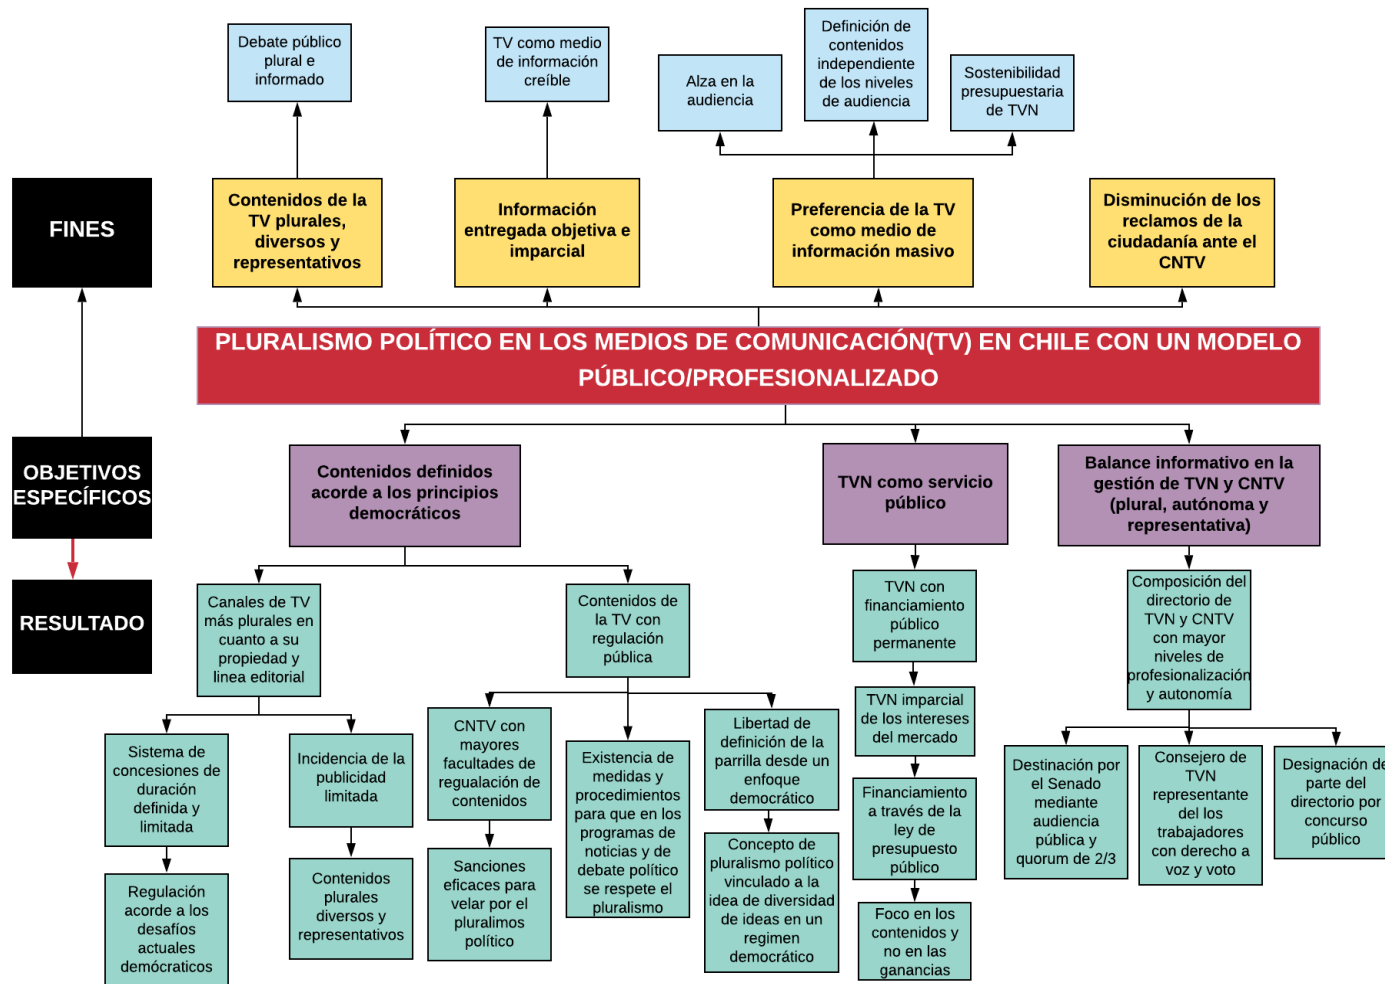 Debate público
plural e
informado
TV como medio
de información
creíble
Alza en la
audiencia
Definición de
contenidos
independiente
de los niveles
de audiencia
Sostenibilidad
presupuestaria
de TVN
FINES
Contenidos de la
TV plurales,
diversos y
representativos
Información
entregada objetiva e
imparcial
Preferencia de la TV
como medio de
información masivo
Disminución de los
reclamos de la
ciudadanía ante el
CNTV
PLURALISMO POLÍTICO EN LOS MEDIOS DE COMUNICACIÓN(TV) EN CHILE CON UN MODELO
PÚBLICO/PROFESIONALIZADO
OBJETIVOS
ESPECÍFICOS
Contenidos definidos
acorde a los principios
democráticos
TVN como servicio
público
Balance informativo en la
gestión de TVN y CNTV
(plural, autónoma y
representativa)
RESULTADO
Canales de TV
más plurales en
cuanto a su
propiedad y
linea editorial
Contenidos de
la TV con
regulación
pública
TVN con
financiamiento
público
permanente
Composición del
directorio de
TVN y CNTV
con mayor
niveles de
profesionalización
y autonomía
Sistema de
concesiones de
duración
definida y
limitada
Incidencia de la
publicidad
limitada
CNTV con
mayores
facultades de
regualación de
contenidos
Existencia de
medidas y
procedimientos
para que en los
programas de
noticias y de
debate político
se respete el
pluralismo
Libertad de
definición de la
parrilla desde un
enfoque
democrático
TVN imparcial
de los intereses
del mercado
Destinación por
el Senado
mediante
audiencia
pública y
quorum de 2/3
Consejero de
TVN
representante
del los
trabajadores
con derecho a
voz y voto
Designación de
parte del
directorio por
concurso
público
Regulación
acorde a los
desafíos
actuales
demócraticos
Contenidos
plurales
diversos y
representativos
Sanciones
eficaces para
velar por el
pluralimos
político
Concepto de
pluralismo político
vinculado a la
idea de diversidad
de ideas en un
regimen
democrático
Financiamiento
a través de la
ley de
presupuesto
público
Foco en los
contenidos y
no en las
ganancias